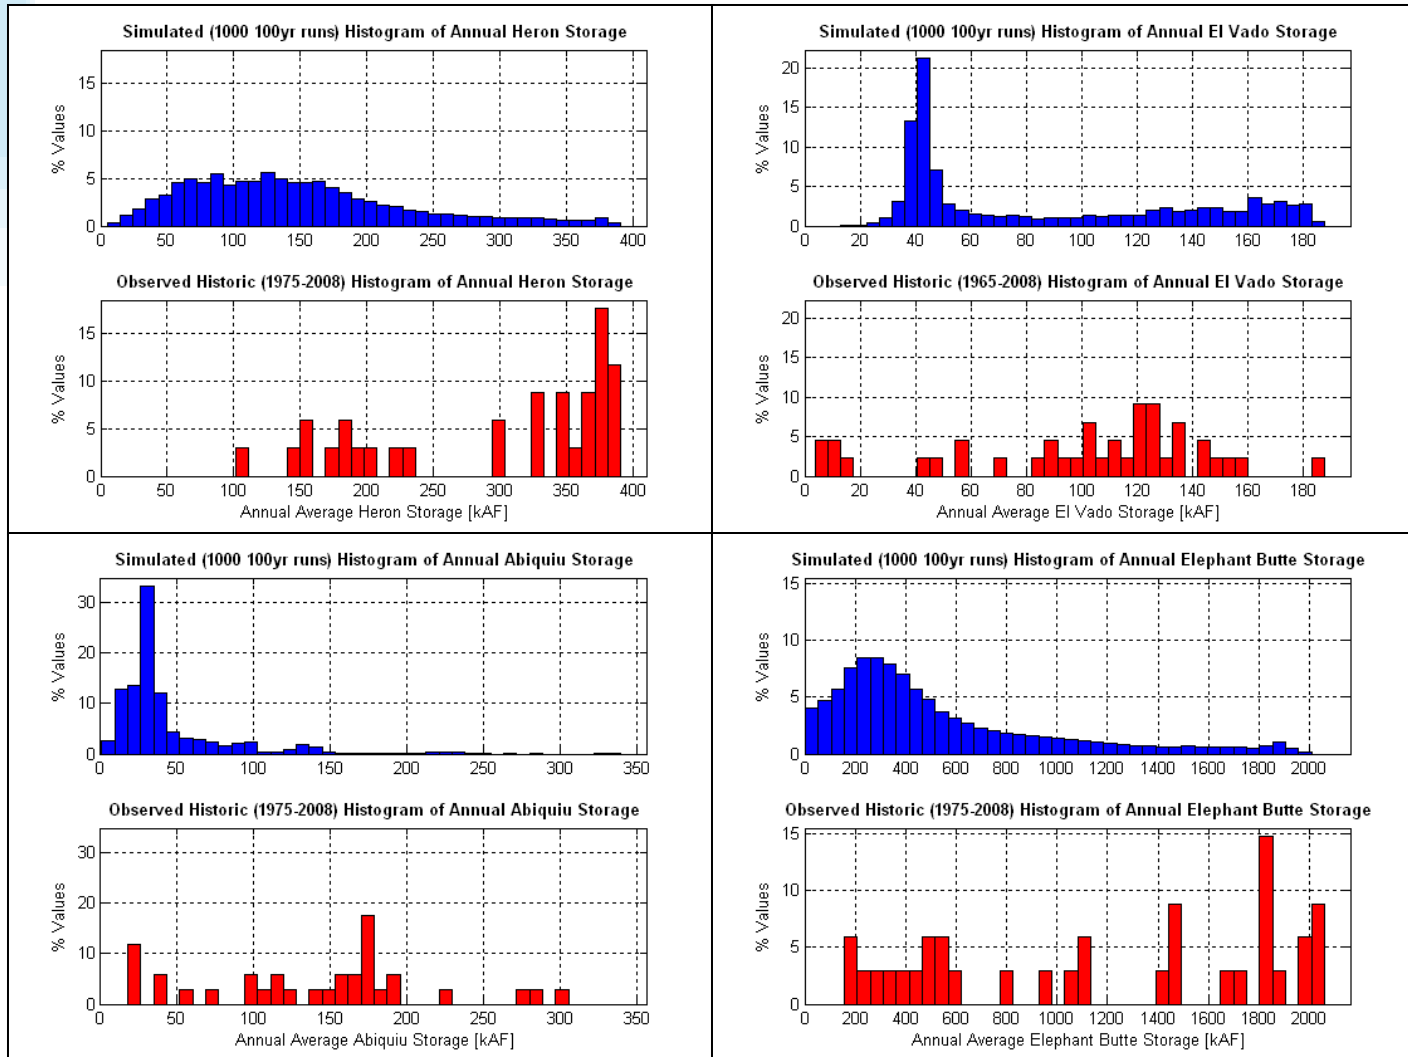 Simulated (1000 100yr runs) Histogram of Annual Heron Storage
% Values
15
10
5
0
0 50 100 150 200 250 300 350 400
Observed Historic (1975-2008) Histogram of Annual Heron Storage
% Values
15
10
5
0
0 50 100 150 200 250 300 350 400
Annual Average Heron Storage [kAF]
Simulated (1000 100yr runs) Histogram of Annual El Vado Storage
% Values
20
15
10
5
0
0 20 40 60 80 100 120 140 160 180
Observed Historic (1965-2008) Histogram of Annual El Vado Storage
% Values
20
15
10
5
0
0 20 40 60 80 100 120 140 160 180
Annual Average El Vado Storage [kAF]
Simulated (1000 100yr runs) Histogram of Annual Abiquiu Storage
% Values
30
20
10
0
0 50 100 150 200 250 300 350
Observed Historic (1975-2008) Histogram of Annual Abiquiu Storage
% Values
30
20
10
0
0 50 100 150 200 250 300 350
Annual Average Abiquiu Storage [kAF]
Simulated (1000 100yr runs) Histogram of Annual Elephant Butte Storage
% Values
15
10
5
0
0 200 400 600 800 1000 1200 1400 1600 1800 2000
Observed Historic (1975-2008) Histogram of Annual Elephant Butte Storage
% Values
15
10
5
0
0 200 400 600 800 1000 1200 1400 1600 1800 2000
Annual Average Elephant Butte Storage [kAF]